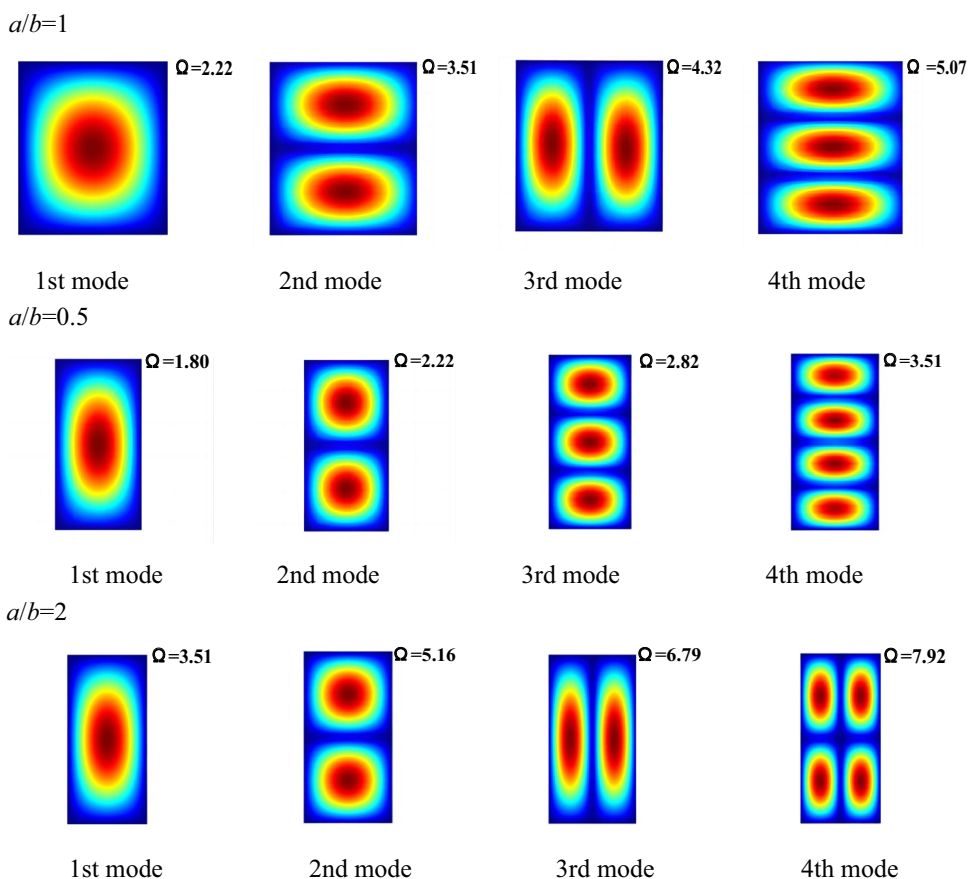 a/b=1
Ω=2.22
Ω=3.51
Ω=4.32
Ω =5.07
1st mode
2nd mode
3rd mode
4th mode
a/b=0.5
Ω=1.80
Ω=2.22
Ω=2.82
Ω=3.51
1st mode
2nd mode
3rd mode
4th mode
a/b=2
Ω=3.51
Ω=5.16
Ω=6.79
Ω=7.92
1st mode
2nd mode
3rd mode
4th mode